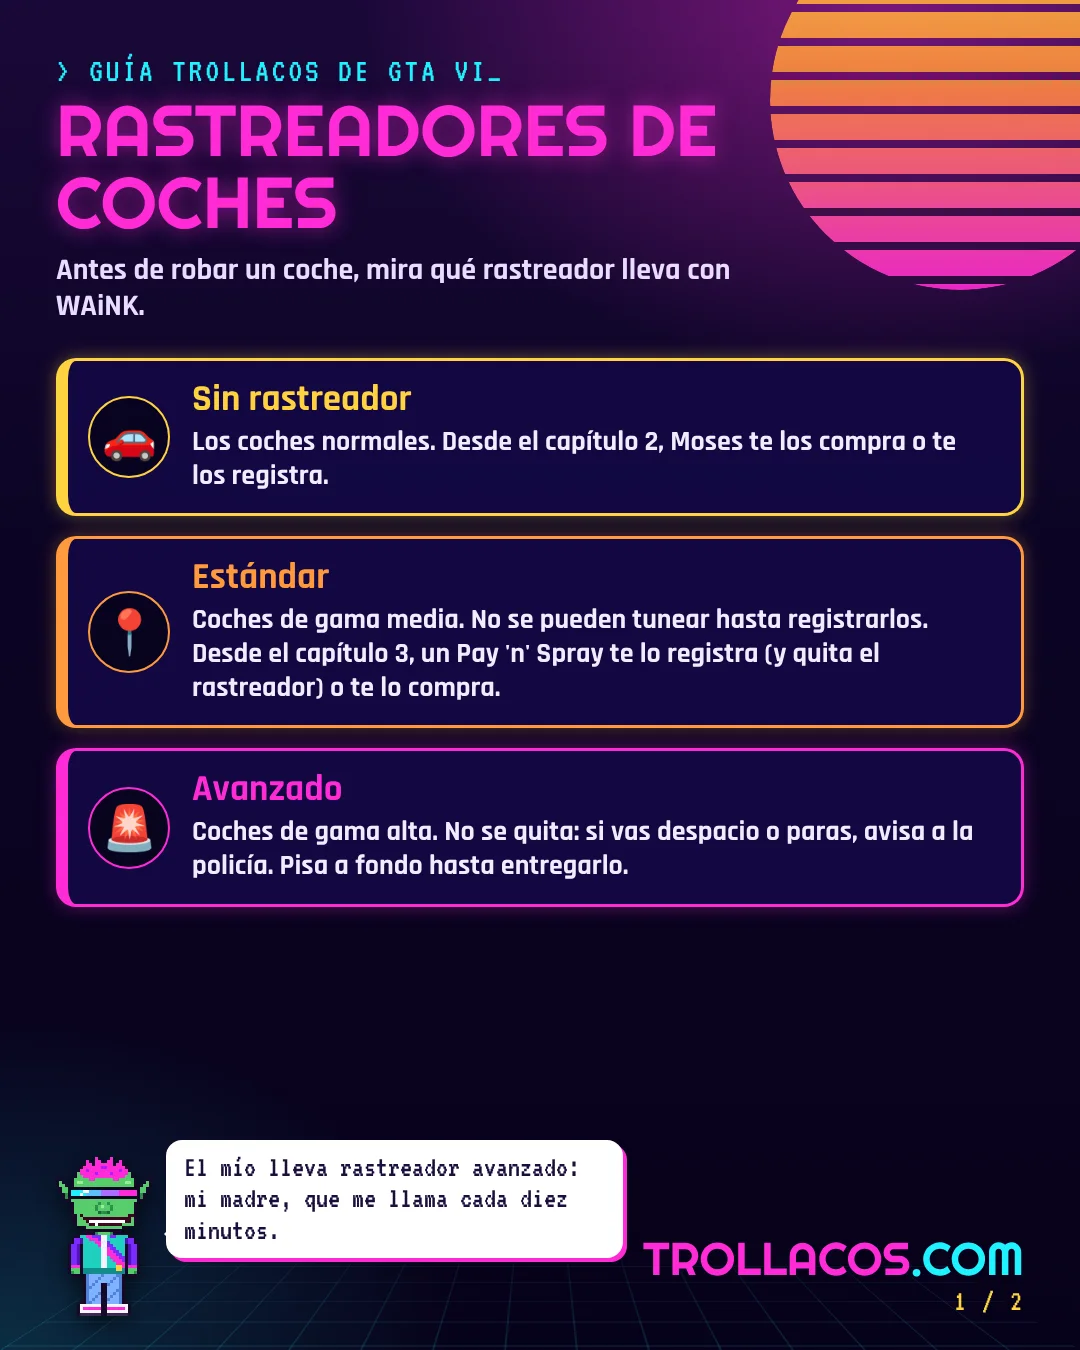 > GUÍA TROLLACOS DE GTA VI_
RASTREADORES DE
COCHES
Antes de robar un coche, mira qué rastreador lleva con
WAiNK.
Sin rastreador
Los coches normales. Desde el capítulo 2, Moses te los compra o te
los registra.
Estándar
Coches de gama media. No se pueden tunear hasta registrarlos.
Desde el capítulo 3, un Pay 'n' Spray te lo registra (y quita el
rastreador) o te lo compra.
Avanzado
Coches de gama alta. No se quita: si vas despacio o paras, avisa a la
policía. Pisa a fondo hasta entregarlo.
El mío lleva rastreador avanzado:
mi madre, que me llama cada diez
minutos.
TROLLACOS.COM
1 / 2